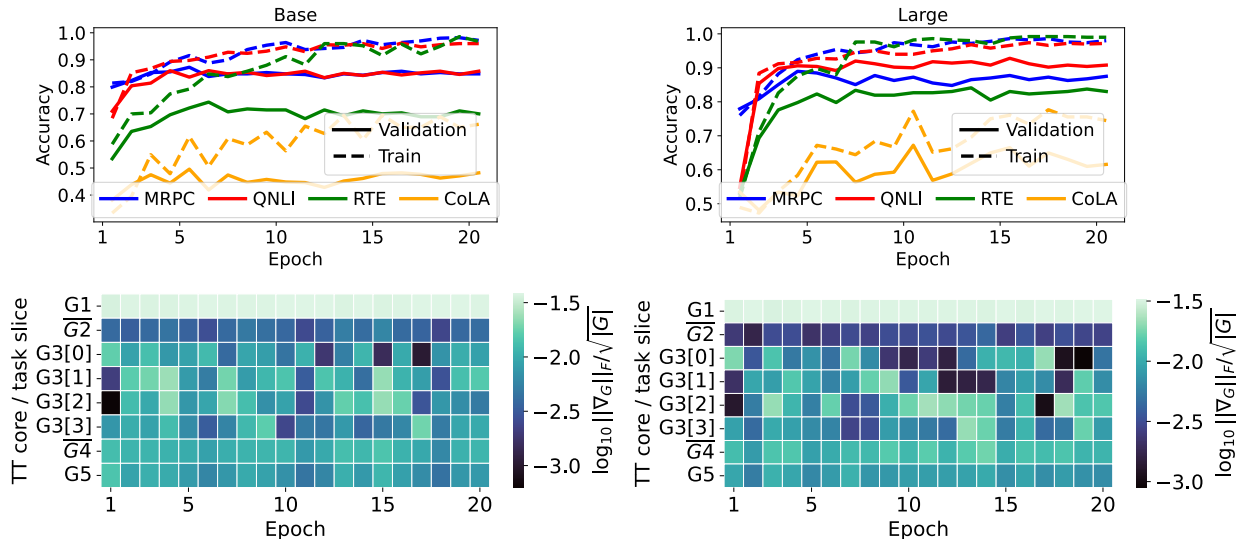 Base
Accuracy
1.0
0.9
0.8
0.7
0.6
0.5
0.4
Validation
Train
MRPC QNLI RTE CoLA
1 5 10 15 20
Epoch
Large
Accuracy
1.0
0.9
0.8
0.7
0.6
0.5
Validation
Train
MRPC QNLI RTE CoLA
1 5 10 15 20
Epoch
TT core / task slice
G1
G2
G3[0]
G3[1]
G3[2]
G3[3]
G4
G5
1 5 10 15 20
Epoch
−1.5
−2.0
−2.5
−3.0
log₁₀||∇_G||_F/√|G|
TT core / task slice
G1
G2
G3[0]
G3[1]
G3[2]
G3[3]
G4
G5
1 5 10 15 20
Epoch
−1.5
−2.0
−2.5
−3.0
log₁₀||∇_G||_F/√|G|